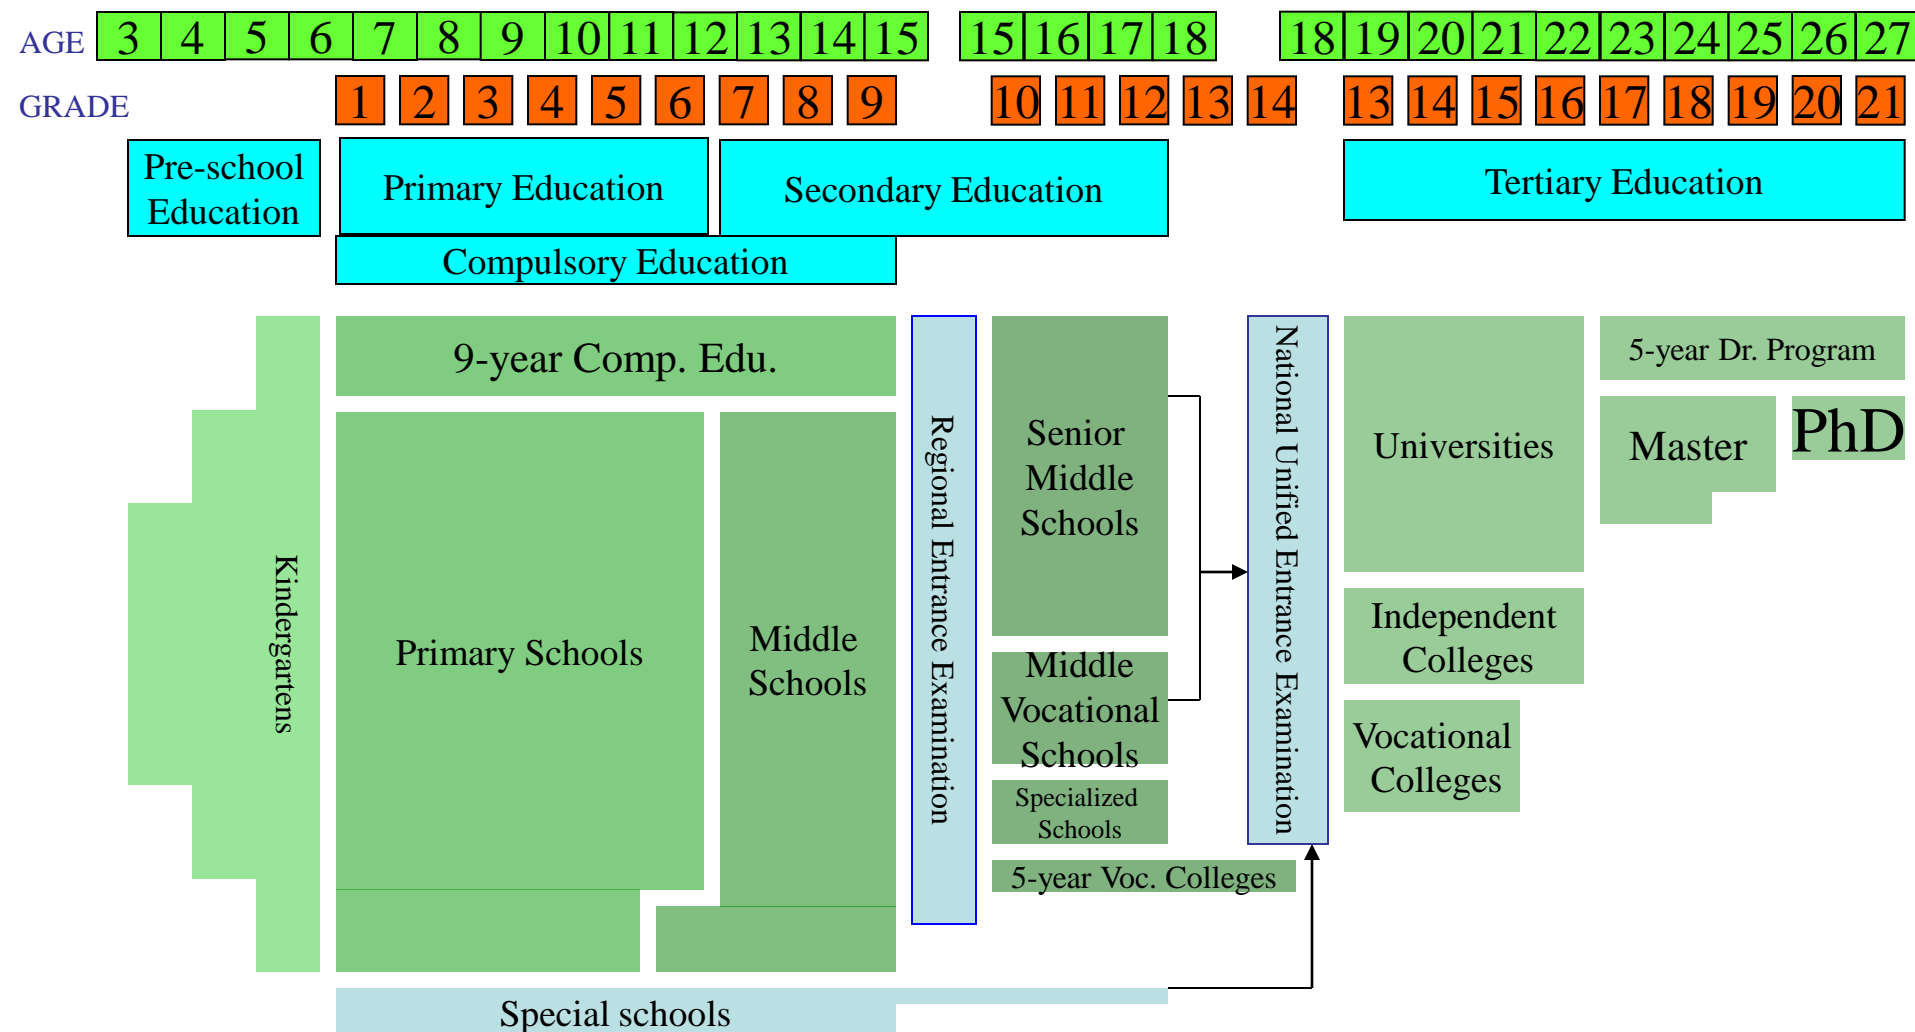 AGE 3 4 5 6 7 8 9 10 11 12 13 14 15 15 16 17 18 18 19 20 21 22 23 24 25 26 27
GRADE 1 2 3 4 5 6 7 8 9 10 11 12 13 14 13 14 15 16 17 18 19 20 21
Pre-school
Education
Primary Education
Secondary Education
Tertiary Education
Compulsory Education
Kindergartens
9-year Comp. Edu.
Primary Schools
Middle
Schools
Regional Entrance Examination
Senior
Middle
Schools
Middle
Vocational
Schools
Specialized
Schools
5-year Voc. Colleges
National Unified Entrance Examination
Universities
Independent
Colleges
Vocational
Colleges
5-year Dr. Program
Master
PhD
Special schools